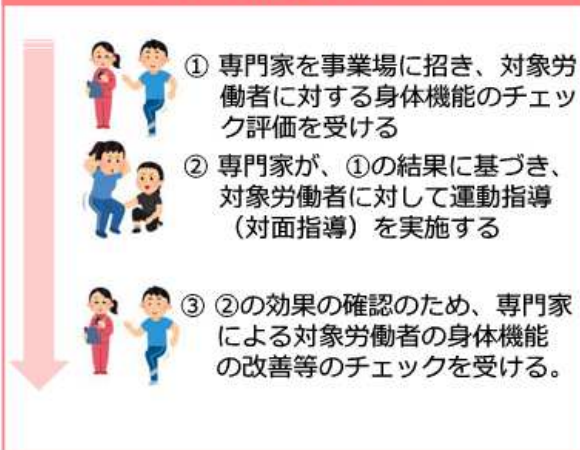 ① 専門家を事業場に招き、対象労
働者に対する身体機能のチェッ
ク評価を受ける
② 専門家が、①の結果に基づき、
対象労働者に対して運動指導
（対面指導）を実施する
③ ②の効果の確認のため、専門家
による対象労働者の身体機能
の改善等のチェックを受ける。